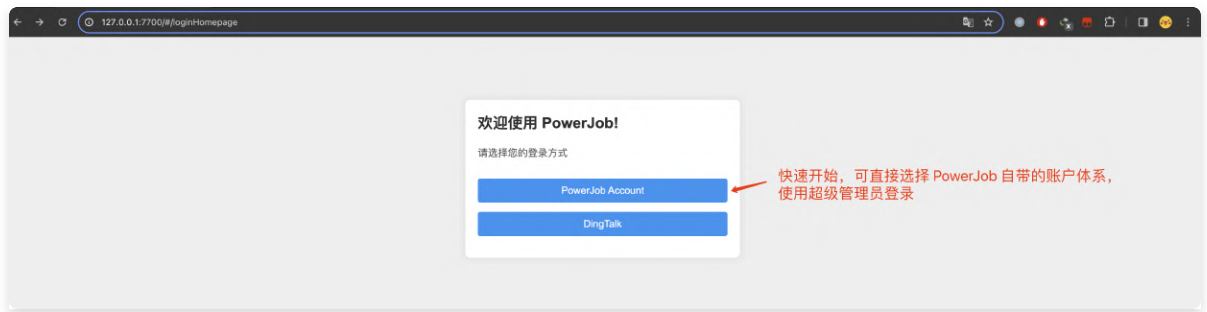 127.0.0.1:7700/#/loginHomepage
欢迎使用 PowerJob!
请选择您的登录方式
PowerJob Account
快速开始，可直接选择 PowerJob 自带的账户体系，
使用超级管理员登录
DingTalk